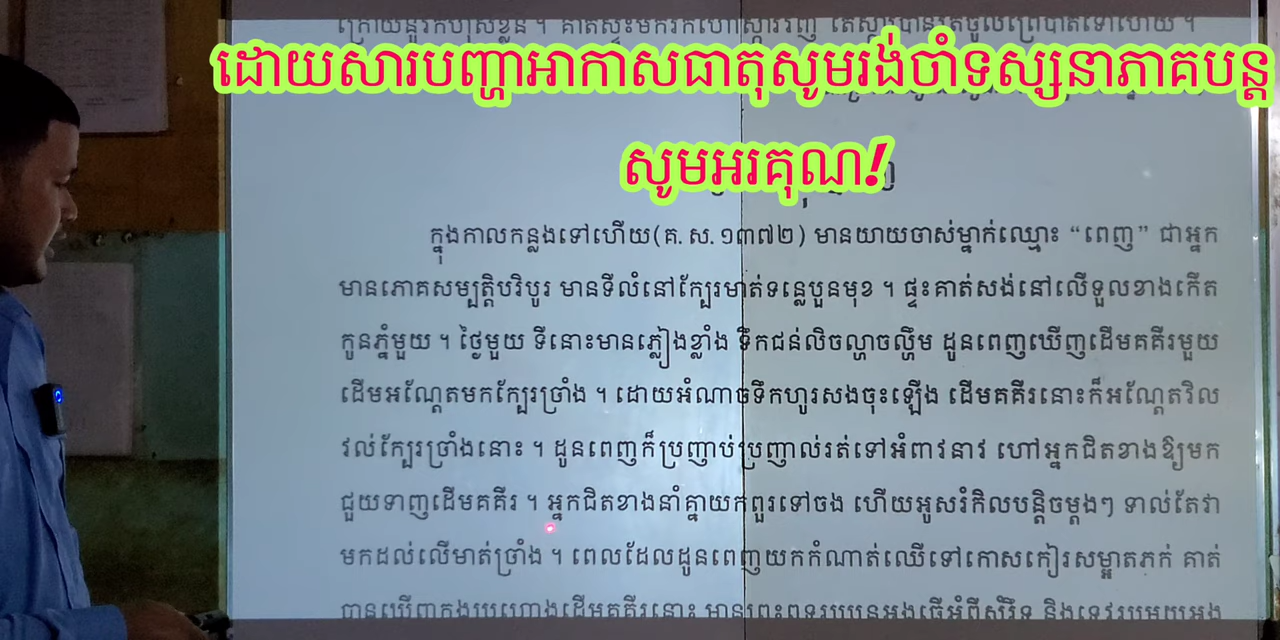 ដោយសារបញ្ហាអាកាសធាតុសូមរង់ចាំទស្សនាភាគបន្ត
សូមអរគុណ!
ក្នុងកាលកន្លងទៅហើយ(គ.ស.១៣៧២) មានយាយចាស់ម្នាក់ឈ្មោះ “ពេញ” ជាអ្នក
មានភោគសម្បត្តិបរិបូរ មានទីលំនៅក្បែរមាត់ទន្លេបួនមុខ ។ ផ្ទះគាត់សង់នៅលើទួលខាងកើត
កូនភ្នំមួយ ។ ថ្ងៃមួយ ទីនោះមានភ្លៀងខ្លាំង ទឹកជន់លិចល្ហាចល្ហឹម ដូនពេញឃើញដើមគគីរមួយ
ដើមអណ្តែតមកក្បែរច្រាំង ។ ដោយអំណាចទឹកហូរសងចុះឡើង ដើមគគីរនោះក៏អណ្តែតវិល
វល់ក្បែរច្រាំងនោះ ។ ដូនពេញក៏ប្រញាប់ប្រញាល់រត់ទៅអំពាវនាវ ហៅអ្នកជិតខាងឱ្យមក
ជួយទាញដើមគគីរ ។ អ្នកជិតខាងនាំគ្នាយកពួរទៅចង ហើយអូសរំកិលបន្តិចម្តងៗ ទាល់តែវា
មកដល់លើមាត់ច្រាំង ។ ពេលដែលដូនពេញយកកំណាត់ឈើទៅកោសកៀរសម្អាតភក់ គាត់